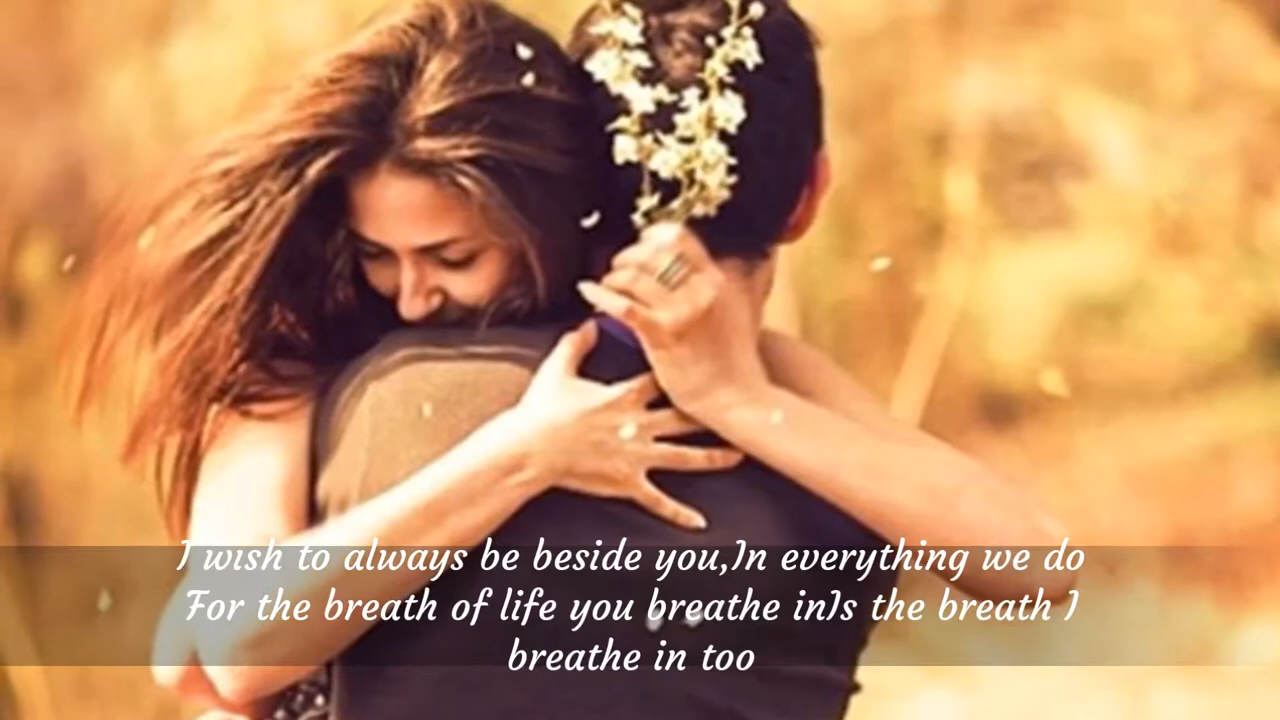 I wish to always be beside you,In everything we do
For the breath of life you breathe inIs the breath I
breathe in too